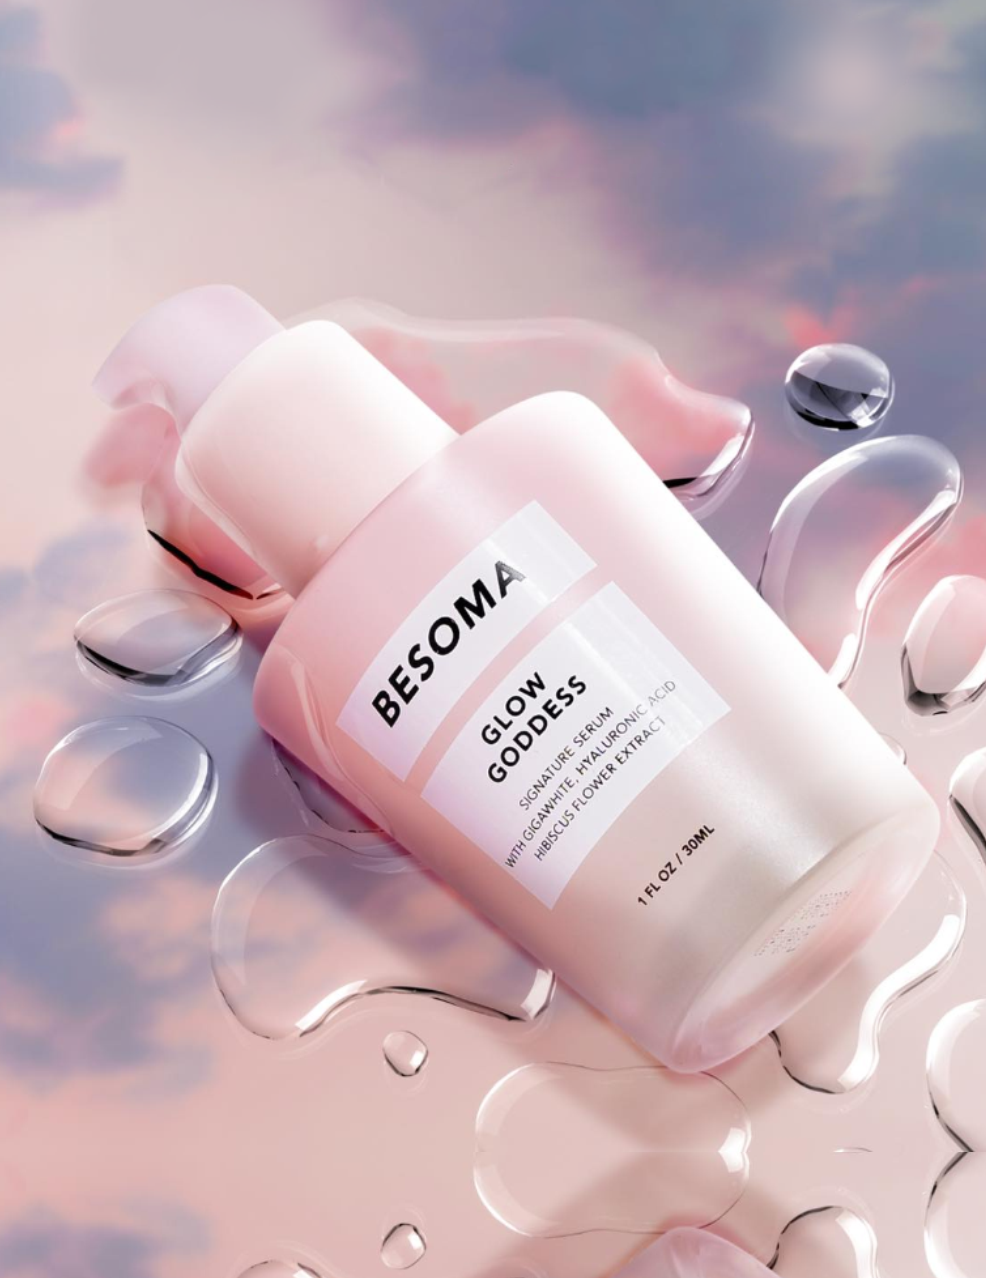 BESOMA
GLOW
GODDESS
SIGNATURE SERUM
WITH GIGAWHITE, HYALURONIC ACID
HIBISCUS FLOWER EXTRACT
1 FL OZ / 30ML